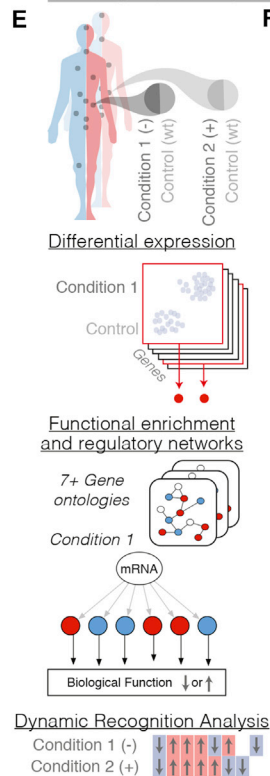 E
Condition 1 (-)
Control (wt)
Condition 2 (+)
Control (wt)
Differential expression
Condition 1
Control
Genes
Functional enrichment
and regulatory networks
7+ Gene
ontologies
Condition 1
mRNA
Biological Function ↓or↑
Dynamic Recognition Analysis
Condition 1 (-) ↓ ↑ ↑ ↑ ↓ ↑ ↓
Condition 2 (+) ↓ ↑ ↑ ↑ ↑ ↓ ↓